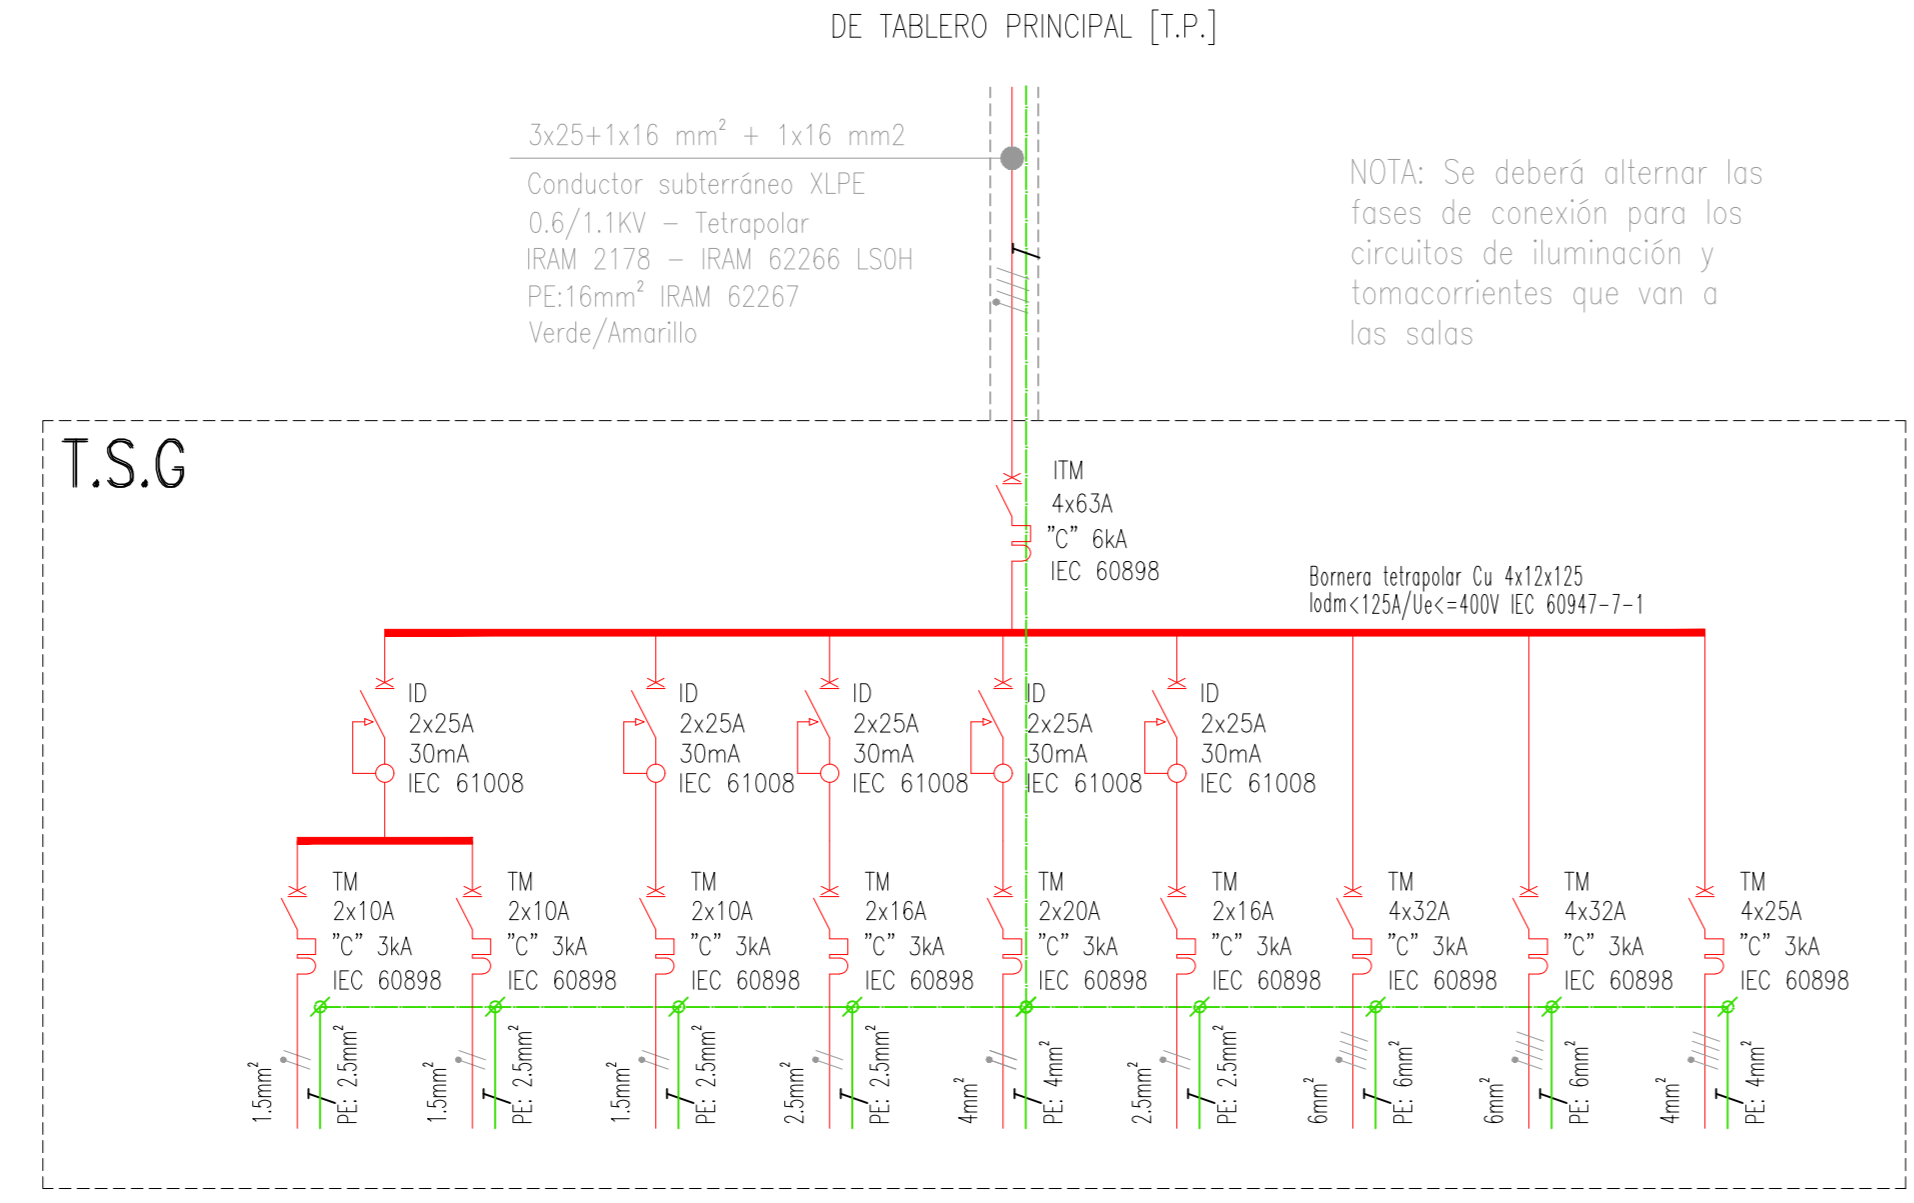 DE TABLERO PRINCIPAL [T.P.]
3x25+1x16 mm² + 1x16 mm2
Conductor subterráneo XLPE
0.6/1.1KV – Tetrapolar
IRAM 2178 – IRAM 62266 LS0H
PE:16mm² IRAM 62267
Verde/Amarillo
NOTA: Se deberá alternar las
fases de conexión para los
circuitos de iluminación y
tomacorrientes que van a
las salas
T.S.G
ITM
4x63A
"C" 6kA
IEC 60898
Bornera tetrapolar Cu 4x12x125
Iadm<125A/Ue<=400V IEC 60947-7-1
ID
2x25A
30mA
IEC 61008
ID
2x25A
30mA
IEC 61008
ID
2x25A
30mA
IEC 61008
ID
2x25A
30mA
IEC 61008
ID
2x25A
30mA
IEC 61008
TM
2x10A
"C" 3kA
IEC 60898
TM
2x10A
"C" 3kA
IEC 60898
TM
2x10A
"C" 3kA
IEC 60898
TM
2x16A
"C" 3kA
IEC 60898
TM
2x20A
"C" 3kA
IEC 60898
TM
2x16A
"C" 3kA
IEC 60898
TM
4x32A
"C" 3kA
IEC 60898
TM
4x32A
"C" 3kA
IEC 60898
TM
4x25A
"C" 3kA
IEC 60898
1.5mm²
PE: 2.5mm²
1.5mm²
PE: 2.5mm²
1.5mm²
PE: 2.5mm²
2.5mm²
PE: 2.5mm²
4mm²
PE: 4mm²
2.5mm²
PE: 2.5mm²
6mm²
PE: 6mm²
6mm²
PE: 6mm²
4mm²
PE: 4mm²